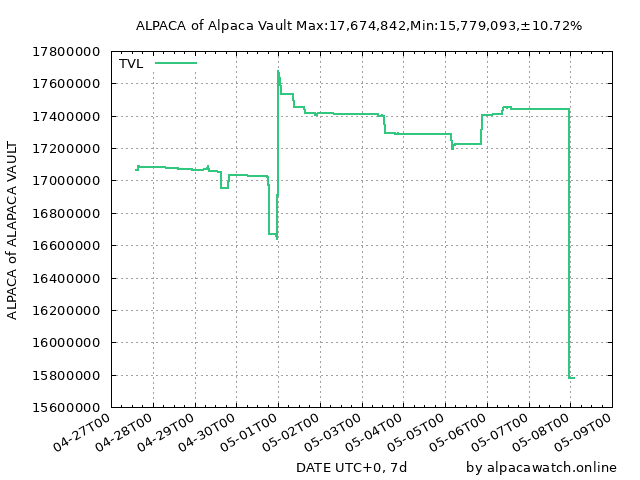 ALPACA of Alpaca Vault Max:17,674,842,Min:15,779,093,±10.72%
TVL
ALPACA of ALAPACA VAULT
17800000
17600000
17400000
17200000
17000000
16800000
16600000
16400000
16200000
16000000
15800000
15600000
04-27T00
04-28T00
04-29T00
04-30T00
05-01T00
05-02T00
05-03T00
05-04T00
05-05T00
05-06T00
05-07T00
05-08T00
05-09T00
DATE UTC+0, 7d
by alpacawatch.online